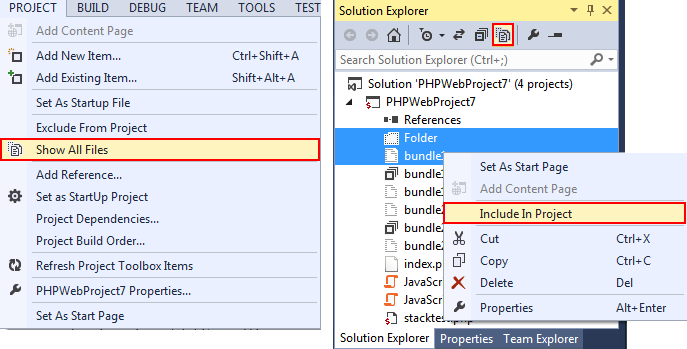 PROJECT BUILD DEBUG TEAM TOOLS TEST
Add Content Page
Add New Item... Ctrl+Shift+A
Add Existing Item... Shift+Alt+A
Set As Startup File
Exclude From Project
Show All Files
Add Reference...
Set as StartUp Project
Project Dependencies...
Project Build Order...
Refresh Project Toolbox Items
PHPWebProject7 Properties...
Set As Start Page
Solution Explorer
Search Solution Explorer (Ctrl+;)
Solution 'PHPWebProject7' (4 projects)
PHPWebProject7
References
Folder
bundle
bundle
bundle
bundle
bundle
bundle
index.p
JavaScr
JavaScr
stacktest.php
Set As Start Page
Add Content Page
Include In Project
Cut Ctrl+X
Copy Ctrl+C
Delete Del
Properties Alt+Enter
Solution Explorer Properties Team Explorer